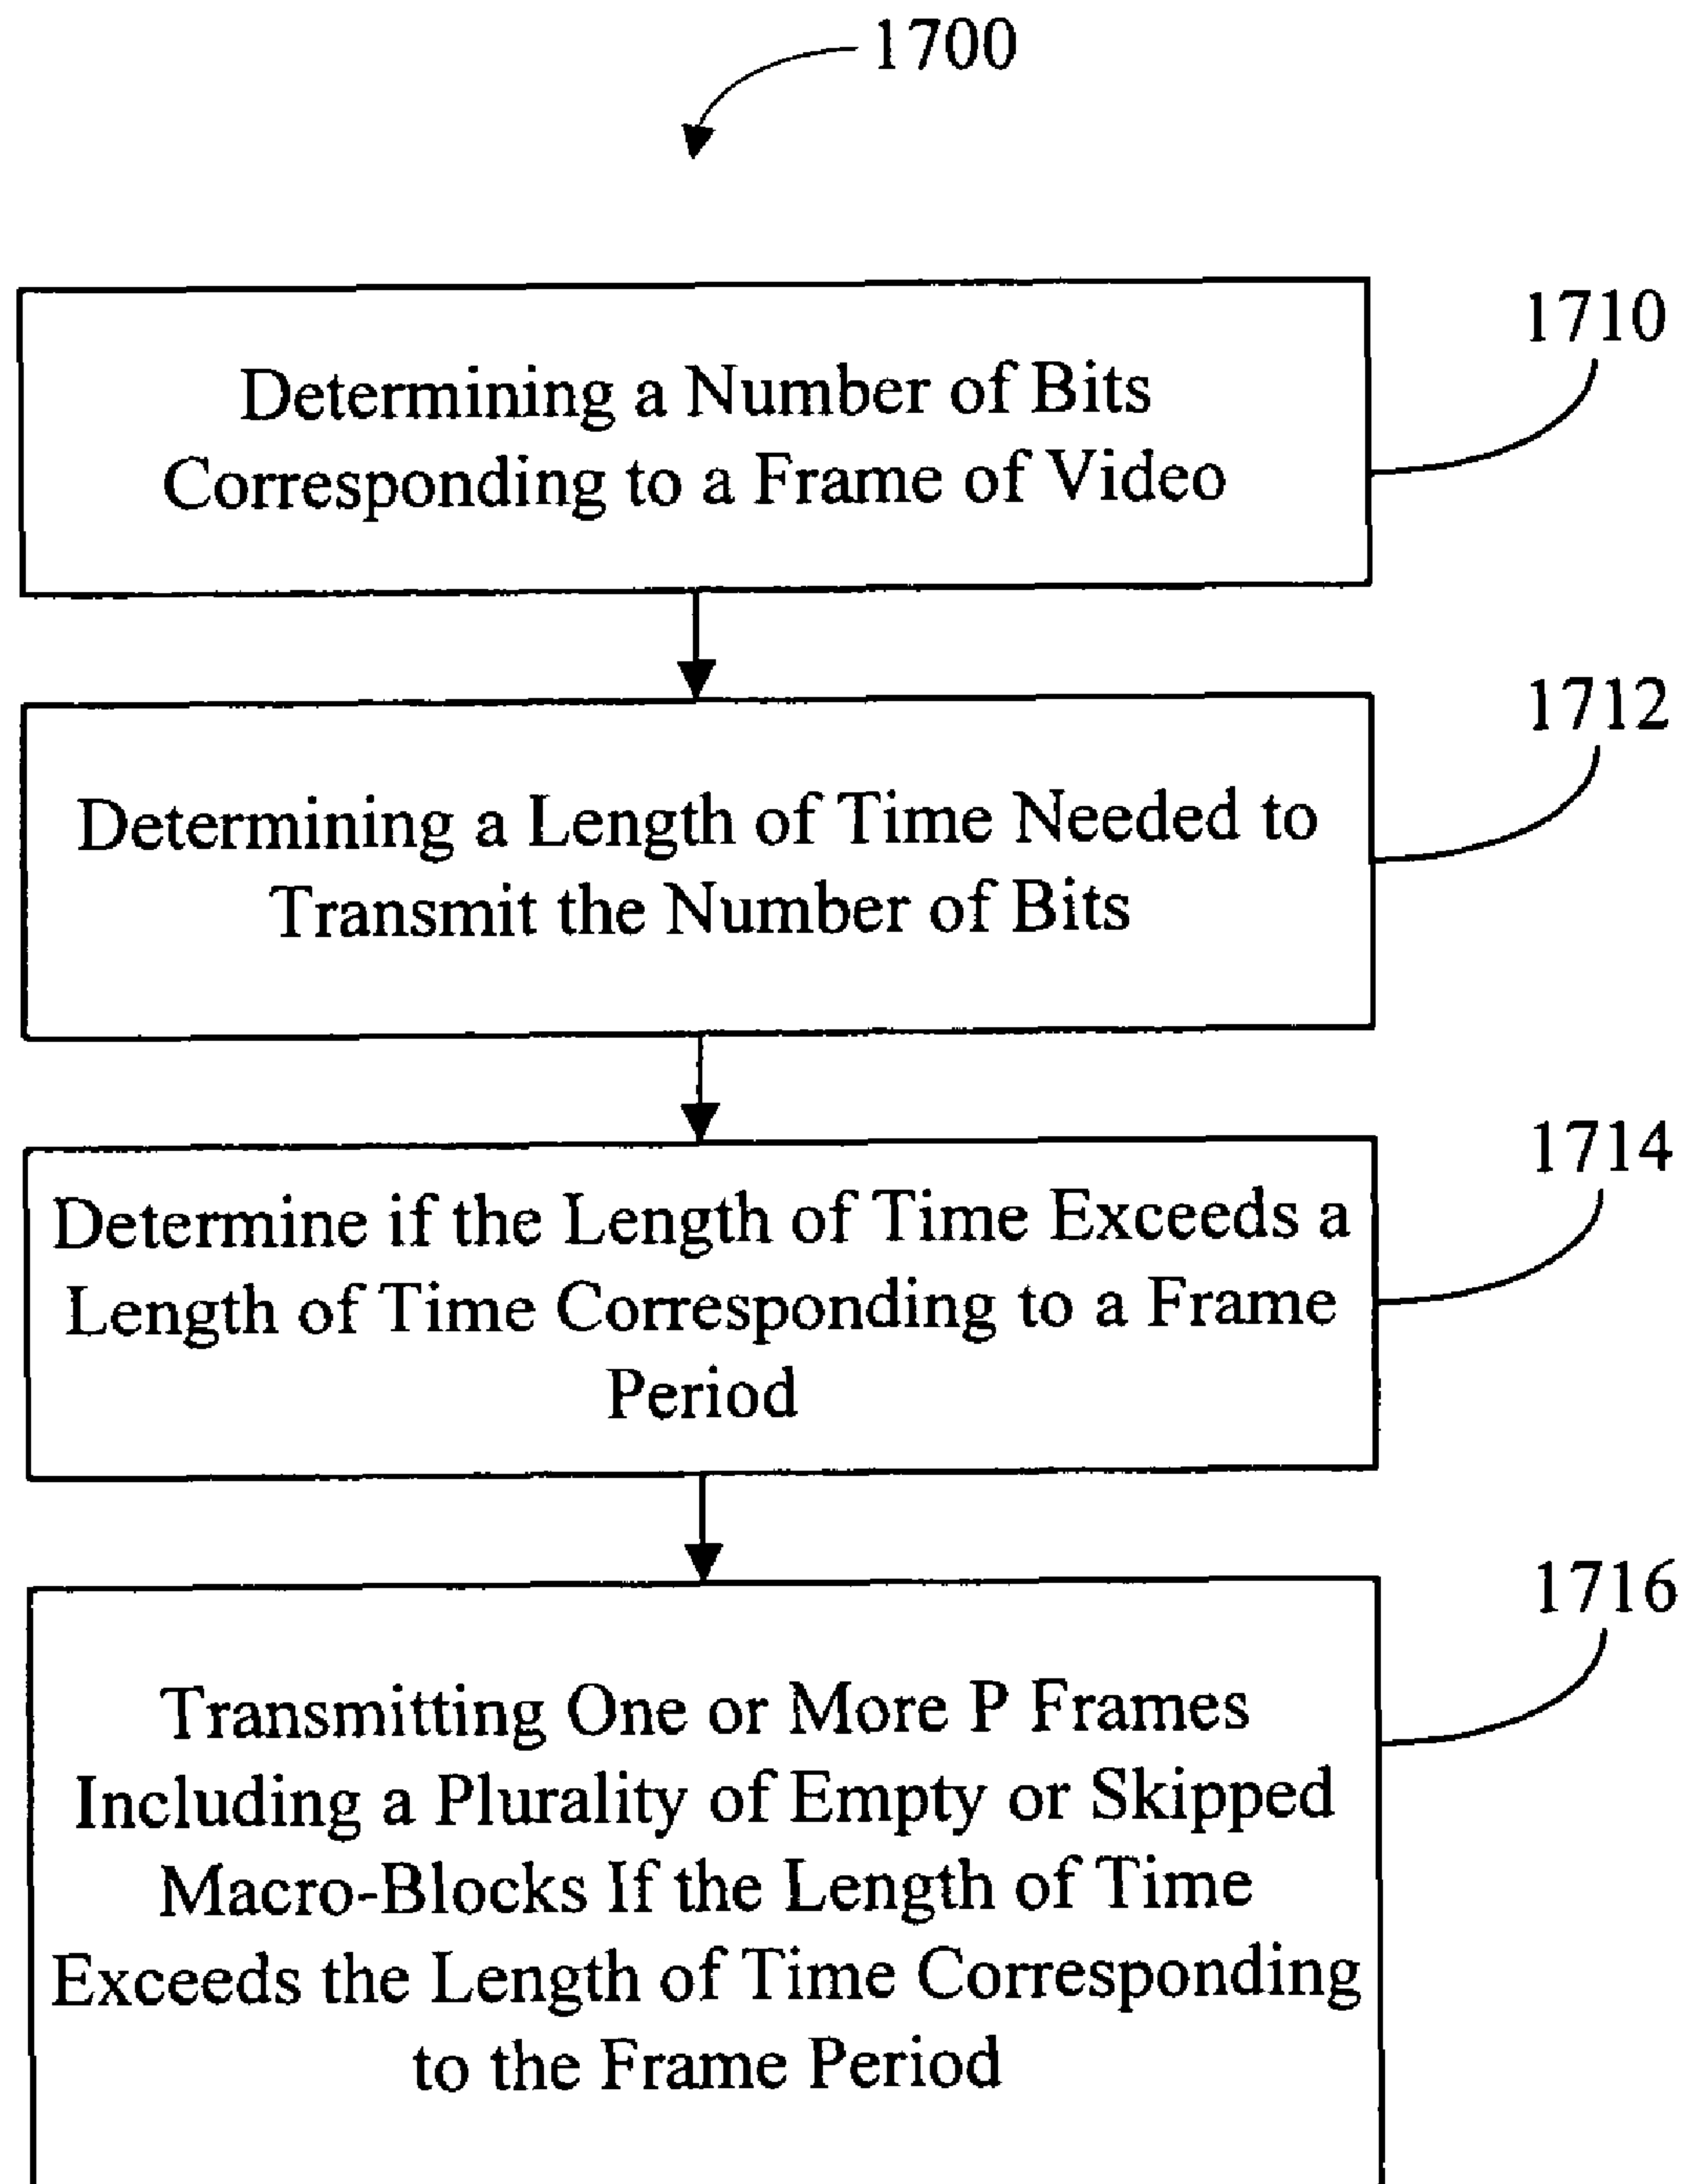 1700
1710
Determining a Number of Bits
Corresponding to a Frame of Video
1712
Determining a Length of Time Needed to
Transmit the Number of Bits
1714
Determine if the Length of Time Exceeds a
Length of Time Corresponding to a Frame
Period
1716
Transmitting One or More P Frames
Including a Plurality of Empty or Skipped
Macro-Blocks If the Length of Time
Exceeds the Length of Time Corresponding
to the Frame Period